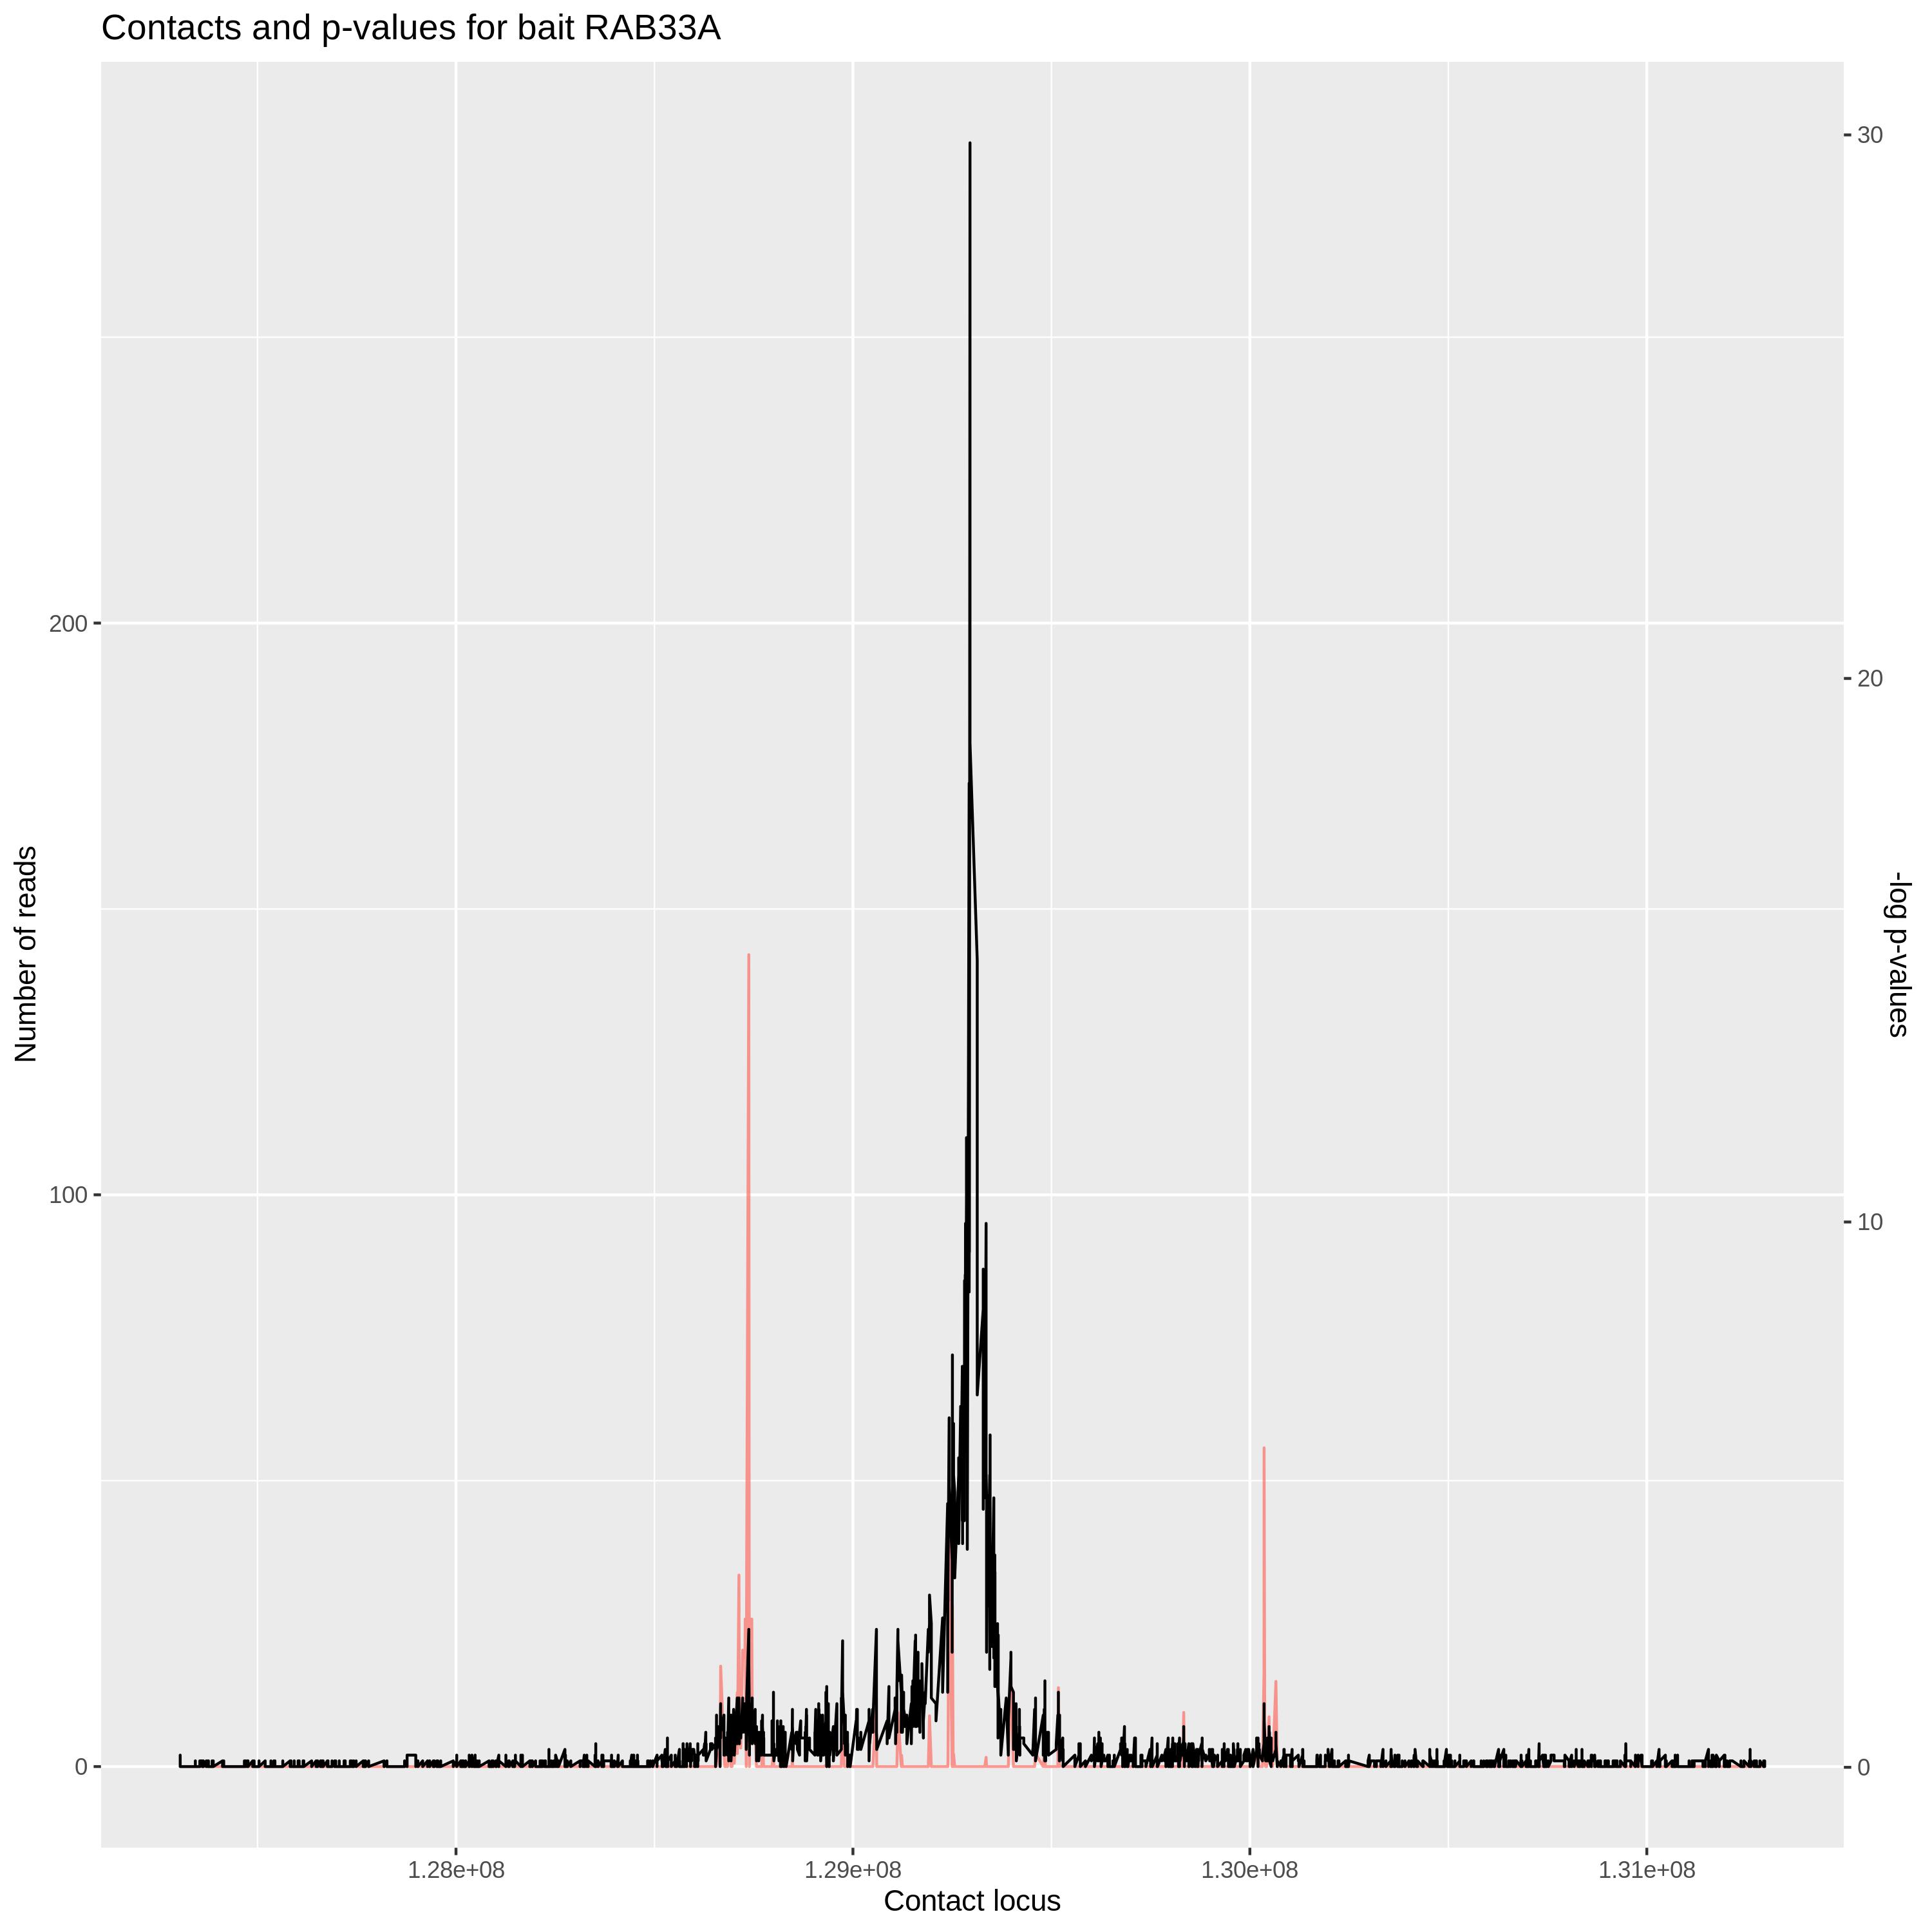 Contacts and p-values for bait RAB33A
30
200
20
Number of reads
-log p-values
100
10
0
0
1.28e+08
1.29e+08
1.30e+08
1.31e+08
Contact locus